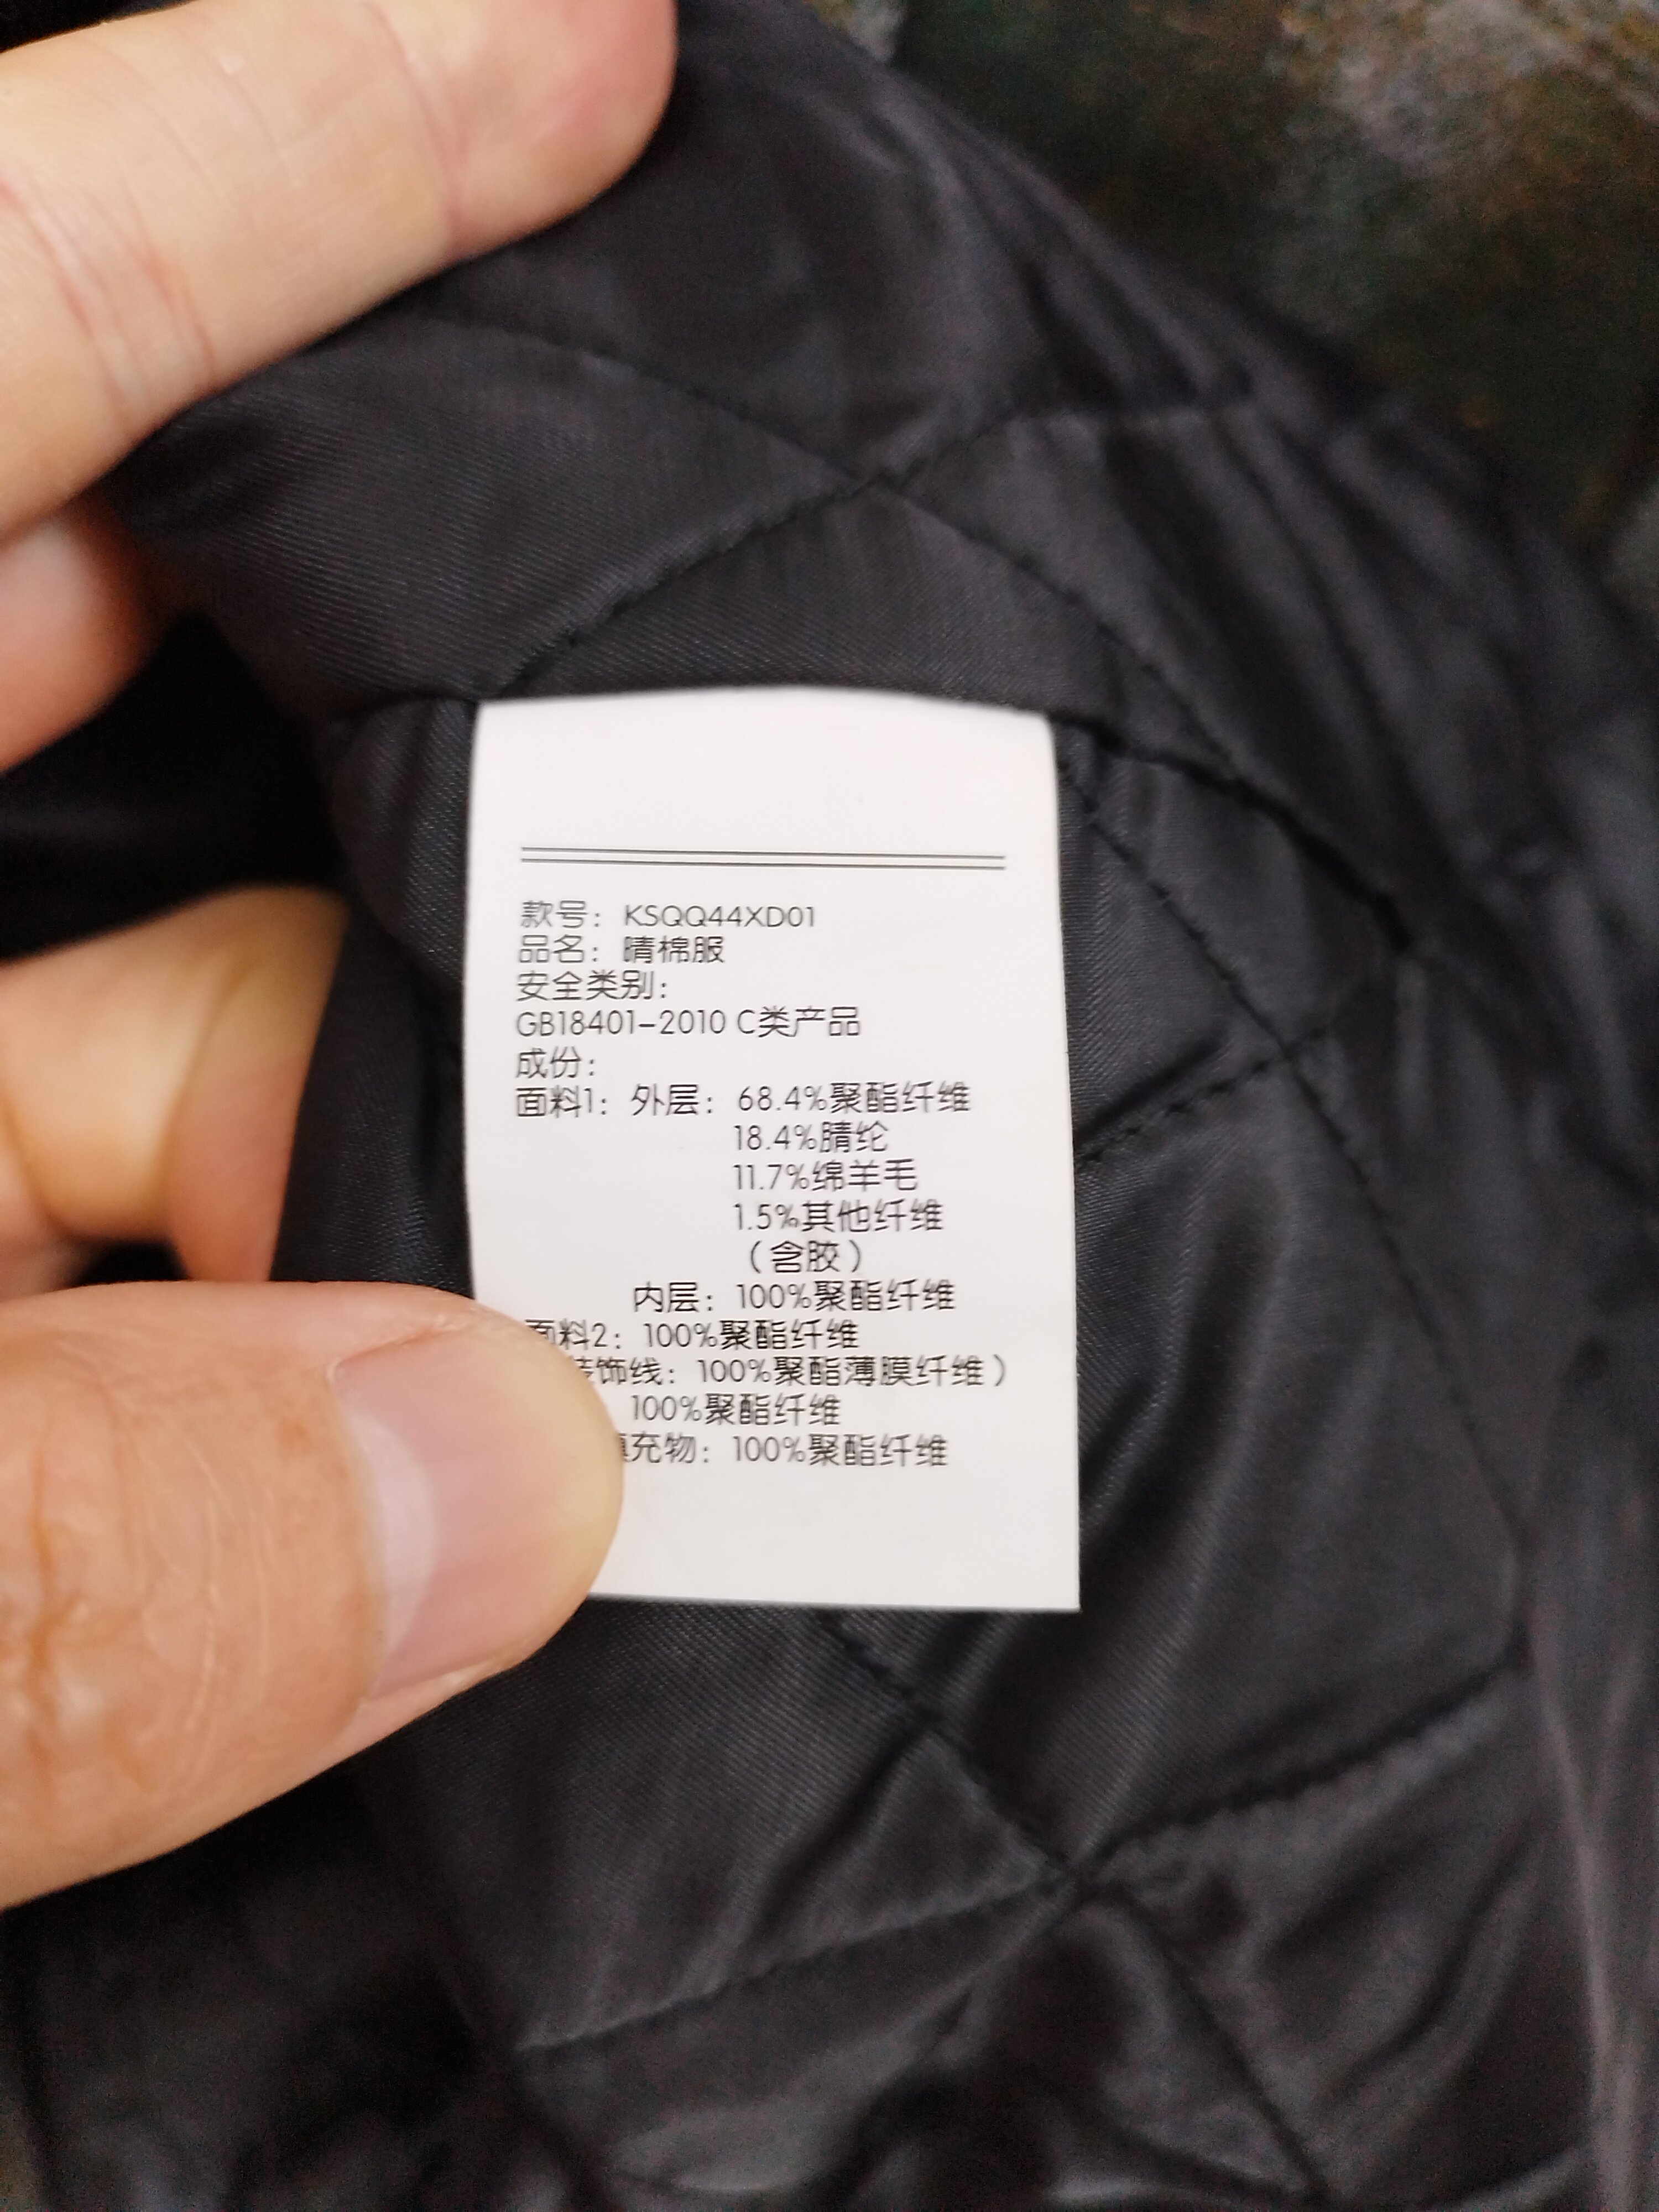 款号：KSQQ44XD01
品名：晴棉服
安全类别：
GB18401-2010 C类产品
成份：
面料1：外层：68.4%聚酯纤维
18.4%腈纶
11.7%绵羊毛
1.5%其他纤维
（含胶）
内层：100%聚酯纤维
面料2：100%聚酯纤维
装饰线：100%聚酯薄膜纤维）
100%聚酯纤维
填充物：100%聚酯纤维